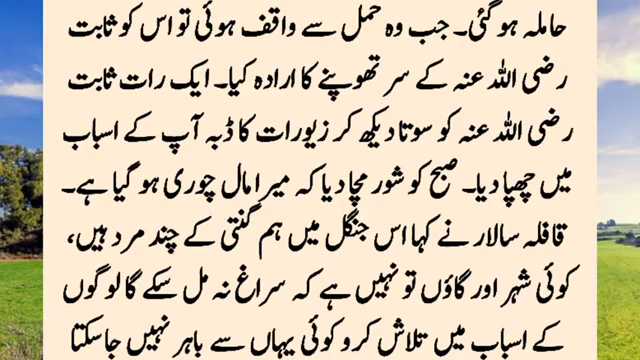 حاملہ ہو گئی۔ جب وہ حمل سے واقف ہوئی تو اس کو ثابت
رضی اللہ عنہ کے سر تھوپنے کا ارادہ کیا۔ ایک رات ثابت
رضی اللہ عنہ کو سوتا دیکھ کر زیورات کا ڈبہ آپ کے اسباب
میں چھپا دیا۔ صبح کو شور مچا دیا کہ میرا مال چوری ہو گیا ہے۔
قافلہ سالار نے کہا اس جنگل میں ہم گنتی کے چند مرد ہیں،
کوئی شہر اور گاؤں تو نہیں ہے کہ سراغ نہ مل سکے گا لوگوں
کے اسباب میں تلاش کرو کوئی یہاں سے باہر نہیں جا سکتا